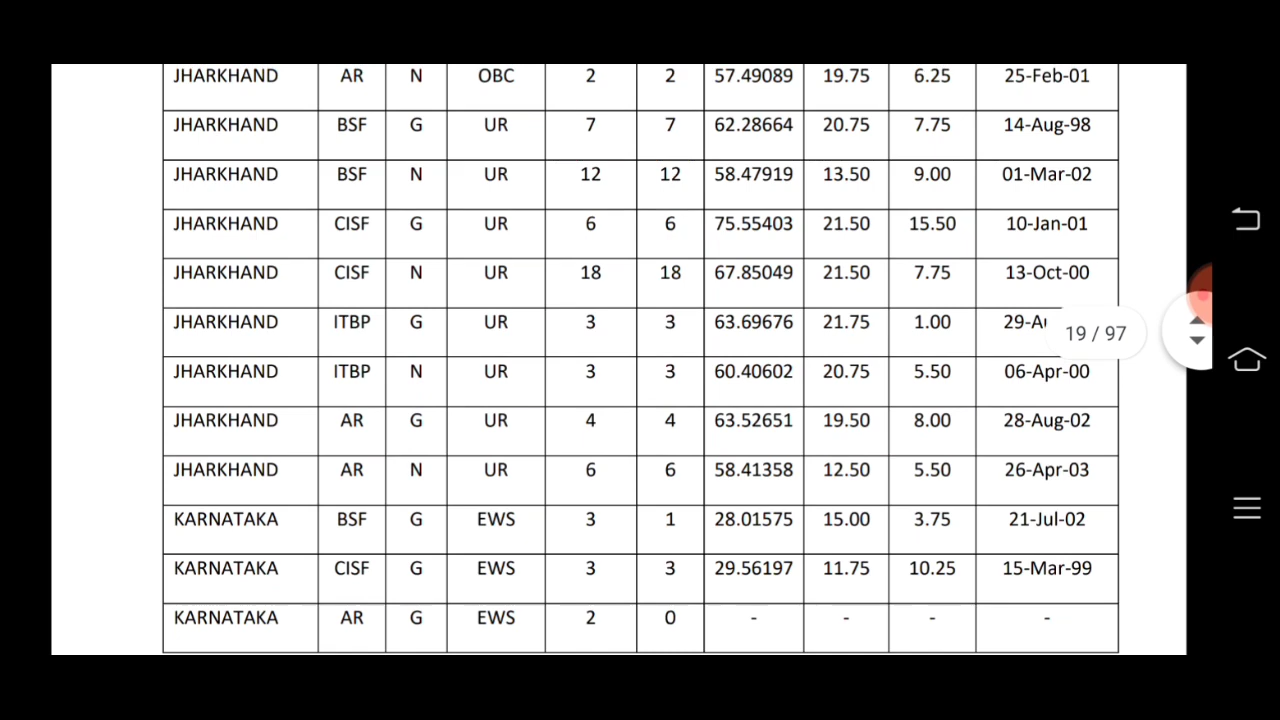 JHARKHAND AR N OBC 2 2 57.49089 19.75 6.25 25-Feb-01
JHARKHAND BSF G UR 7 7 62.28664 20.75 7.75 14-Aug-98
JHARKHAND BSF N UR 12 12 58.47919 13.50 9.00 01-Mar-02
JHARKHAND CISF G UR 6 6 75.55403 21.50 15.50 10-Jan-01
JHARKHAND CISF N UR 18 18 67.85049 21.50 7.75 13-Oct-00
JHARKHAND ITBP G UR 3 3 63.69676 21.75 1.00
19 / 97
JHARKHAND ITBP N UR 3 3 60.40602 20.75 5.50 06-Apr-00
JHARKHAND AR G UR 4 4 63.52651 19.50 8.00 28-Aug-02
JHARKHAND AR N UR 6 6 58.41358 12.50 5.50 26-Apr-03
KARNATAKA BSF G EWS 3 1 28.01575 15.00 3.75 21-Jul-02
KARNATAKA CISF G EWS 3 3 29.56197 11.75 10.25 15-Mar-99
KARNATAKA AR G EWS 2 0 - - - -